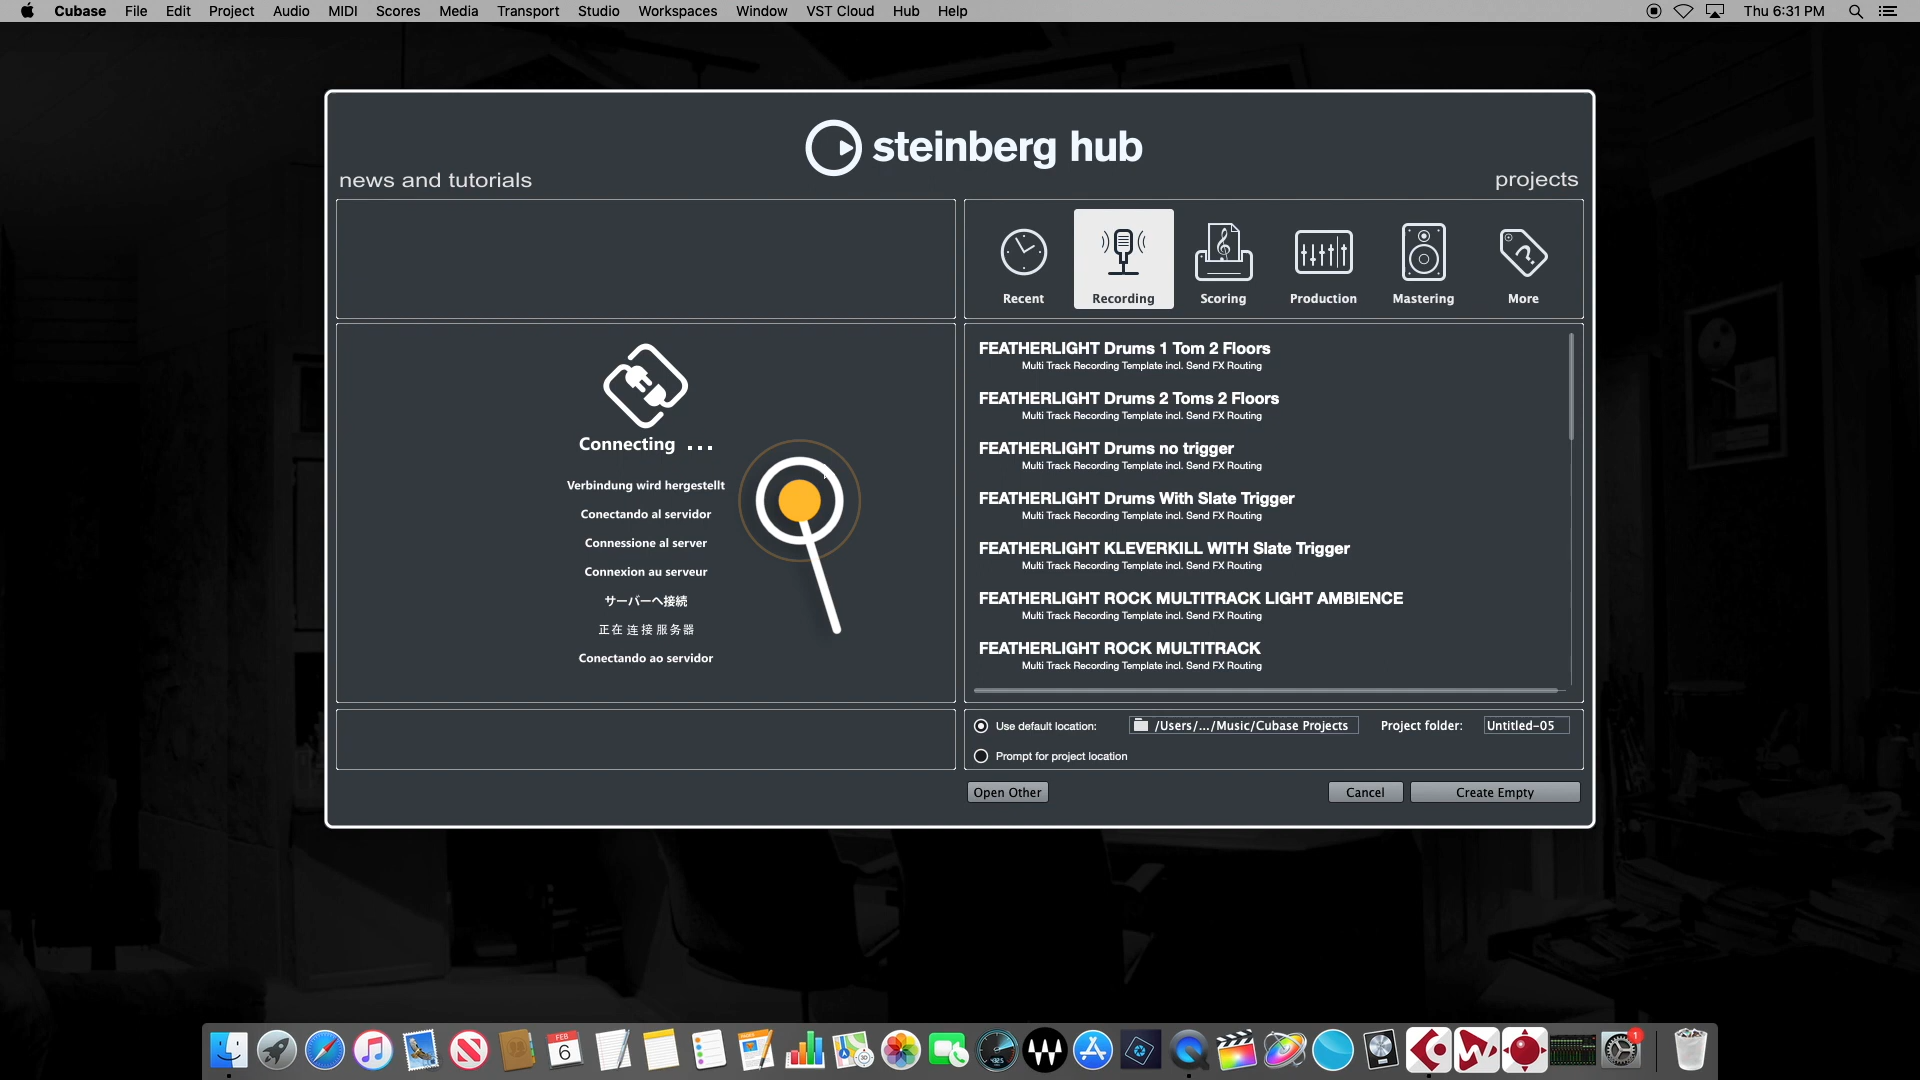 Cubase File Edit Project Audio MIDI Scores Media Transport Studio Workspaces Window VST Cloud Hub Help Thu 6:31 PM
steinberg hub
news and tutorials
projects
Recent Recording Scoring Production Mastering More
Connecting ...
Verbindung wird hergestellt
Conectando al servidor
Connessione al server
Connexion au serveur
サーバーへ接続
正在 连接 服务器
Conectando ao servidor
FEATHERLIGHT Drums 1 Tom 2 Floors
Multi Track Recording Template incl. Send FX Routing
FEATHERLIGHT Drums 2 Toms 2 Floors
Multi Track Recording Template incl. Send FX Routing
FEATHERLIGHT Drums no trigger
Multi Track Recording Template incl. Send FX Routing
FEATHERLIGHT Drums With Slate Trigger
Multi Track Recording Template incl. Send FX Routing
FEATHERLIGHT KLEVERKILL WITH Slate Trigger
Multi Track Recording Template incl. Send FX Routing
FEATHERLIGHT ROCK MULTITRACK LIGHT AMBIENCE
Multi Track Recording Template incl. Send FX Routing
FEATHERLIGHT ROCK MULTITRACK
Multi Track Recording Template incl. Send FX Routing
Use default location: /Users/.../Music/Cubase Projects Project folder: Untitled-05
Prompt for project location
Open Other Cancel Create Empty
FEB
6
3D
1